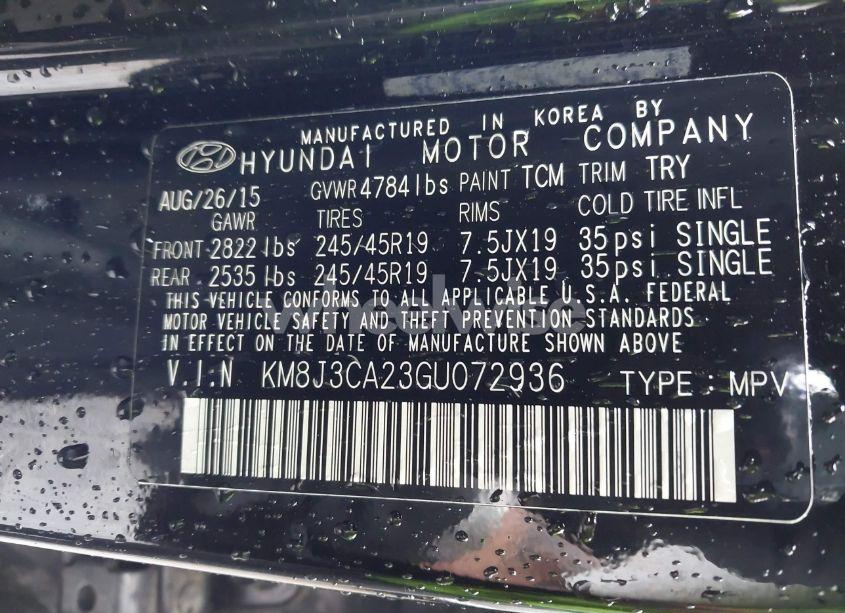 MANUFACTURED IN KOREA BY
HYUNDAI MOTOR COMPANY
AUG/26/15 GVWR 4784 lbs PAINT TCM TRIM TRY
GAWR TIRES RIMS COLD TIRE INFL
FRONT 2822 lbs 245/45R19 7.5JX19 35psi SINGLE
REAR 2535 lbs 245/45R19 7.5JX19 35psi SINGLE
THIS VEHICLE CONFORMS TO ALL APPLICABLE U.S.A. FEDERAL
MOTOR VEHICLE SAFETY AND THEFT PREVENTION STANDARDS
IN EFFECT ON THE DATE OF MANUFACTURE SHOWN ABOVE
V.I.N KM8J3CA23GU072936 TYPE : MPV